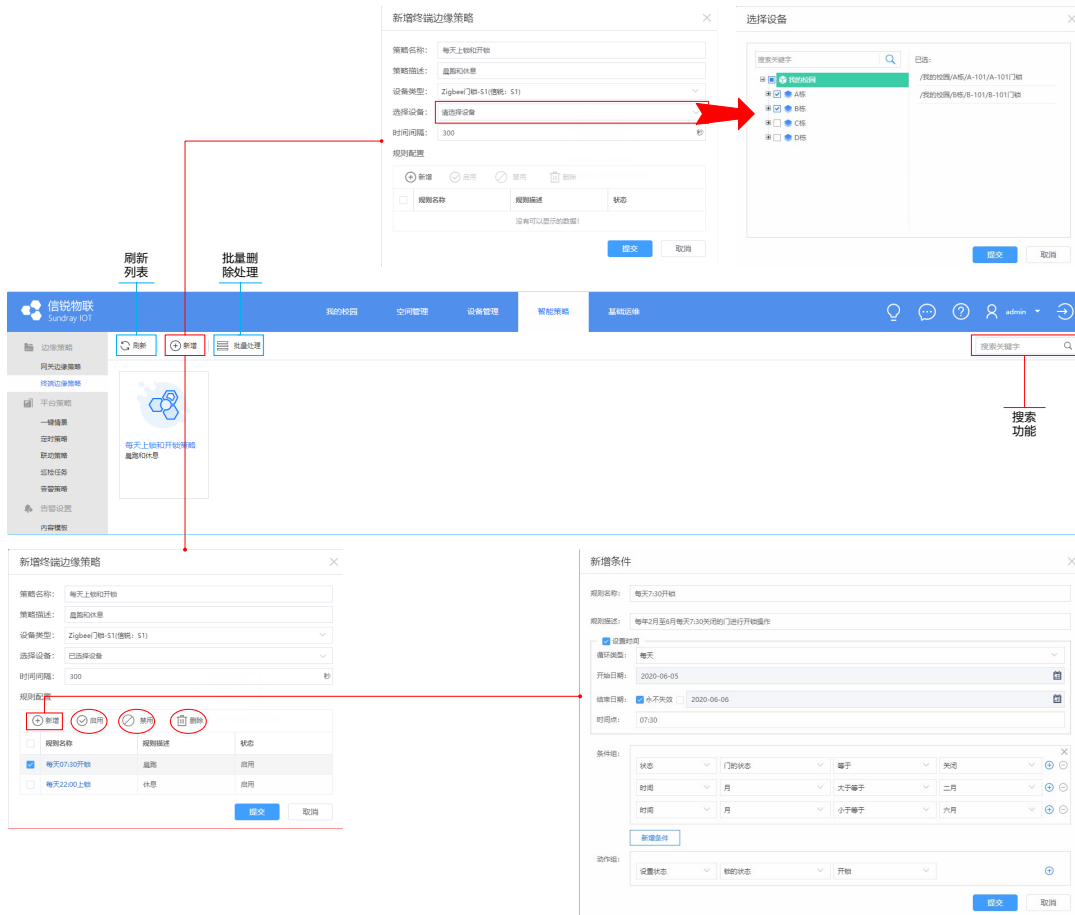 新增终端边缘策略
策略名称: 每天上锁和开锁
策略描述: 晨跑和休息
设备类型: Zigbee门锁-S1(信锐: S1)
选择设备: 请选择设备
时间间隔: 300 秒
规则配置
新增 启用 禁用 删除
规则名称 规则描述 状态
没有可以显示的数据!
提交 取消
选择设备
搜索关键字
已选:
我的校园
/我的校园/A栋/A-101/A-101门锁
A栋
/我的校园/B栋/B-101/B-101门锁
B栋
C栋
D栋
提交 取消
刷新
列表
批量删
除处理
信锐物联
Sundray IOT
我的校园 空间管理 设备管理 智能策略 基础运维
admin
边缘策略
网关边缘策略
终端边缘策略
平台策略
一键情景
定时策略
联动策略
巡检任务
告警策略
告警设置
内容模板
刷新 新增 批量处理
搜索关键字
每天上锁和开锁策略
晨跑和休息
搜索
功能
新增终端边缘策略
策略名称: 每天上锁和开锁
策略描述: 晨跑和休息
设备类型: Zigbee门锁-S1(信锐: S1)
选择设备: 已选择设备
时间间隔: 300 秒
规则配置
新增 启用 禁用 删除
规则名称 规则描述 状态
每天07:30开锁 晨跑 启用
每天22:00上锁 休息 启用
提交 取消
新增条件
规则名称: 每天7:30开锁
规则描述: 每年2月至6月每天7:30关闭的门进行开锁操作
设置时间
循环类型: 每天
开始日期: 2020-06-05
结束日期: 永不失效 2020-06-06
时间点: 07:30
条件组:
状态 门的状态 等于 关闭
时间 月 大于等于 二月
时间 月 小于等于 六月
新增条件
动作组:
设置状态 锁的状态 开锁
提交 取消